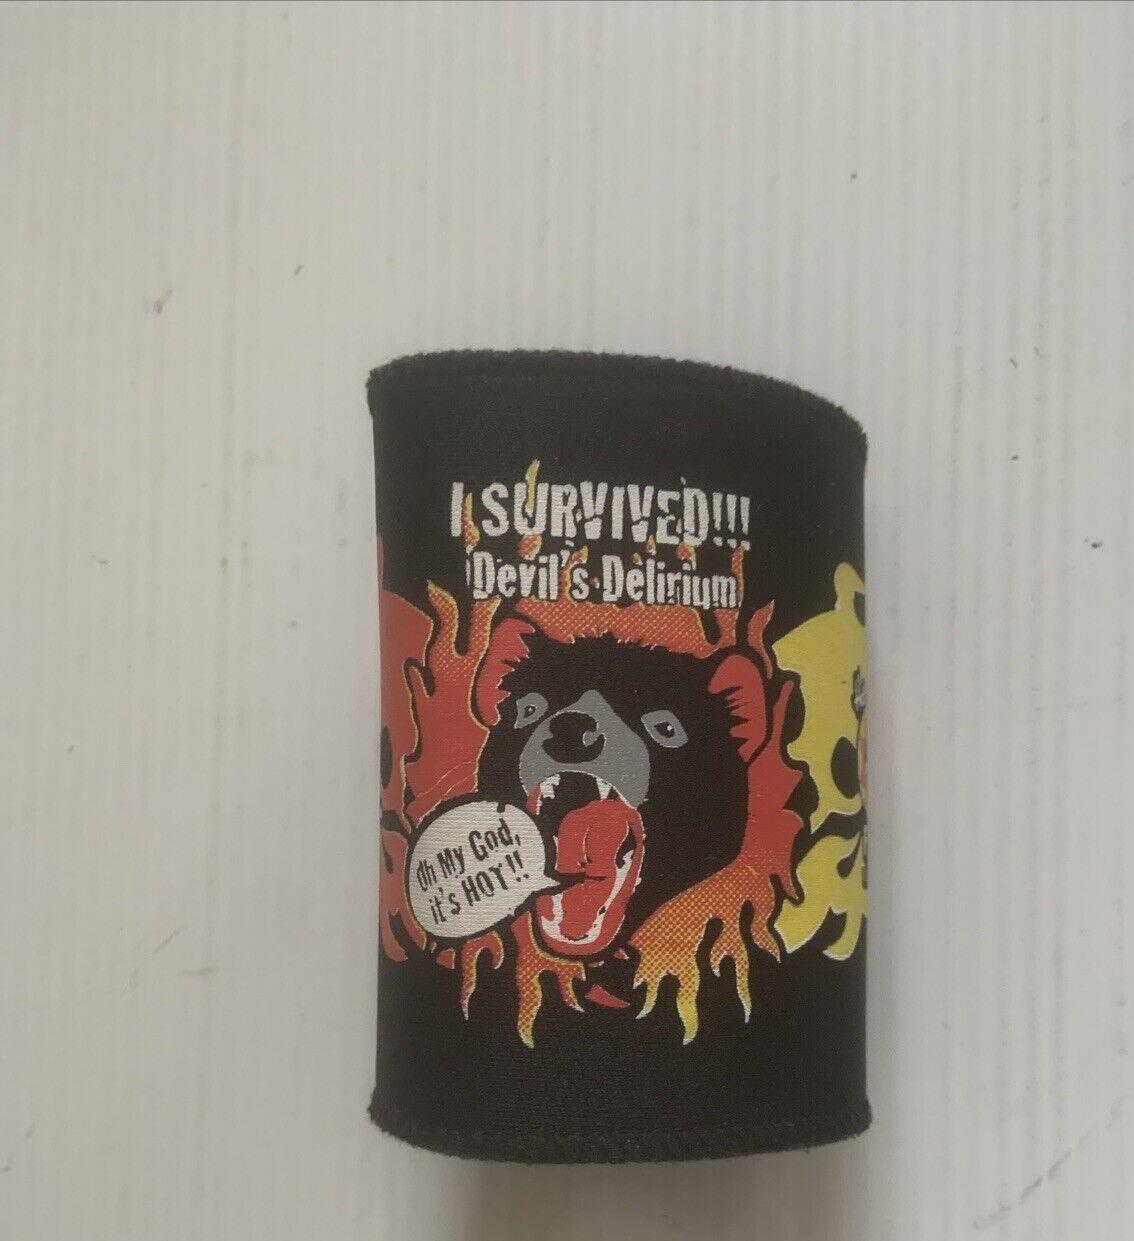 I SURVIVED!!!
Devil's Delirium
Oh My God,
it's HOT!!